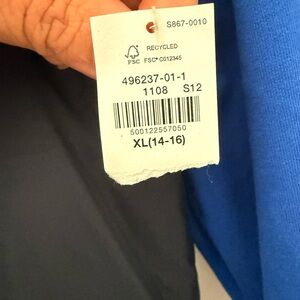 S867-0010
RECYCLED
FSC FSC® C012345
496237-01-1
1108 S12
500122557050
XL(14-16)